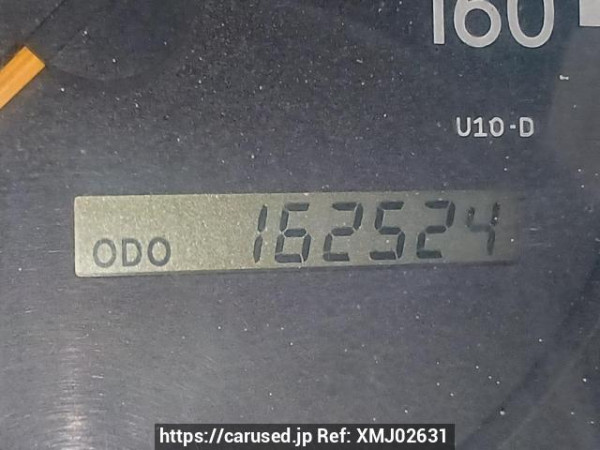 160
U10-D
ODO 162524
https://carused.jp Ref: XMJ02631